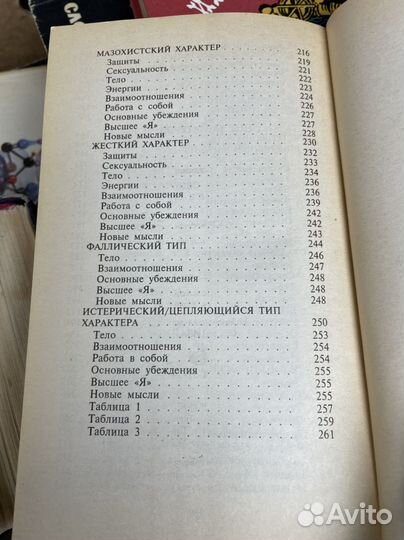 СЛО
МАЗОХИСТСКИЙ ХАРАКТЕР . . . . . . . . 216
Защиты . . . . . . . . 219
Сексуальность . . . . . . . . 221
Тело . . . . . . . . 222
Энергии . . . . . . . . 223
Взаимоотношения . . . . . . . . 224
Работа с собой . . . . . . . . 226
Основные убеждения . . . . . . . . 227
Высшее «Я» . . . . . . . . 227
Новые мысли . . . . . . . . 228
ЖЕСТКИЙ ХАРАКТЕР . . . . . . . . 230
Защиты . . . . . . . . 232
Сексуальность . . . . . . . . 233
Тело . . . . . . . . 234
Энергии . . . . . . . . 236
Взаимоотношения . . . . . . . . 236
Работа с собой . . . . . . . . 239
Основные убеждения . . . . . . . . 242
Высшее «Я» . . . . . . . . 242
Новые мысли . . . . . . . . 243
ФАЛЛИЧЕСКИЙ ТИП . . . . . . . . 244
Тело . . . . . . . . 246
Взаимоотношения . . . . . . . . 247
Основные убеждения . . . . . . . . 248
Высшее «Я» . . . . . . . . 248
Новые мысли . . . . . . . . 248
ИСТЕРИЧЕСКИЙ/ЦЕПЛЯЮЩИЙСЯ ТИП
ХАРАКТЕРА . . . . . . . . 250
Тело . . . . . . . . 253
Взаимоотношения . . . . . . . . 254
Работа в собой . . . . . . . . 254
Основные убеждения . . . . . . . . 255
Высшее «Я» . . . . . . . . 255
Новые мысли . . . . . . . . 255
Таблица 1 . . . . . . . . 257
Таблица 2 . . . . . . . . 259
Таблица 3 . . . . . . . . 261
Avito